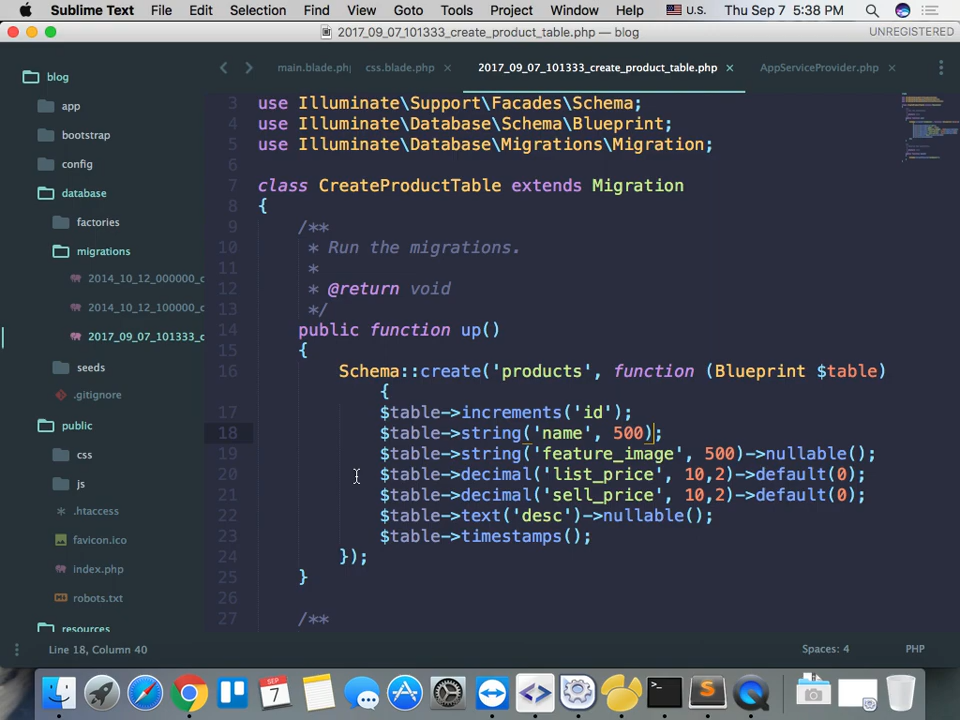 Sublime Text File Edit Selection Find View Goto Tools Project Window Help U.S. Thu Sep 7 5:38 PM
2017_09_07_101333_create_product_table.php — blog UNREGISTERED
main.blade.ph css.blade.php × 2017_09_07_101333_create_product_table.php × AppServiceProvider.php ×
blog
app
bootstrap
config
database
factories
migrations
2014_10_12_000000_c
2014_10_12_100000_c
2017_09_07_101333_c
seeds
.gitignore
public
css
js
.htaccess
favicon.ico
index.php
robots.txt
resources
3 use Illuminate\Support\Facades\Schema;
4 use Illuminate\Database\Schema\Blueprint;
5 use Illuminate\Database\Migrations\Migration;
6
7 class CreateProductTable extends Migration
8 {
9 /**
10 * Run the migrations.
11 *
12 * @return void
13 */
14 public function up()
15 {
16 Schema::create('products', function (Blueprint $table)
{
17 $table->increments('id');
18 $table->string('name', 500);
19 $table->string('feature_image', 500)->nullable();
20 $table->decimal('list_price', 10,2)->default(0);
21 $table->decimal('sell_price', 10,2)->default(0);
22 $table->text('desc')->nullable();
23 $table->timestamps();
24 });
25 }
26
27 /**
Line 18, Column 40 Spaces: 4 PHP
SEP
7